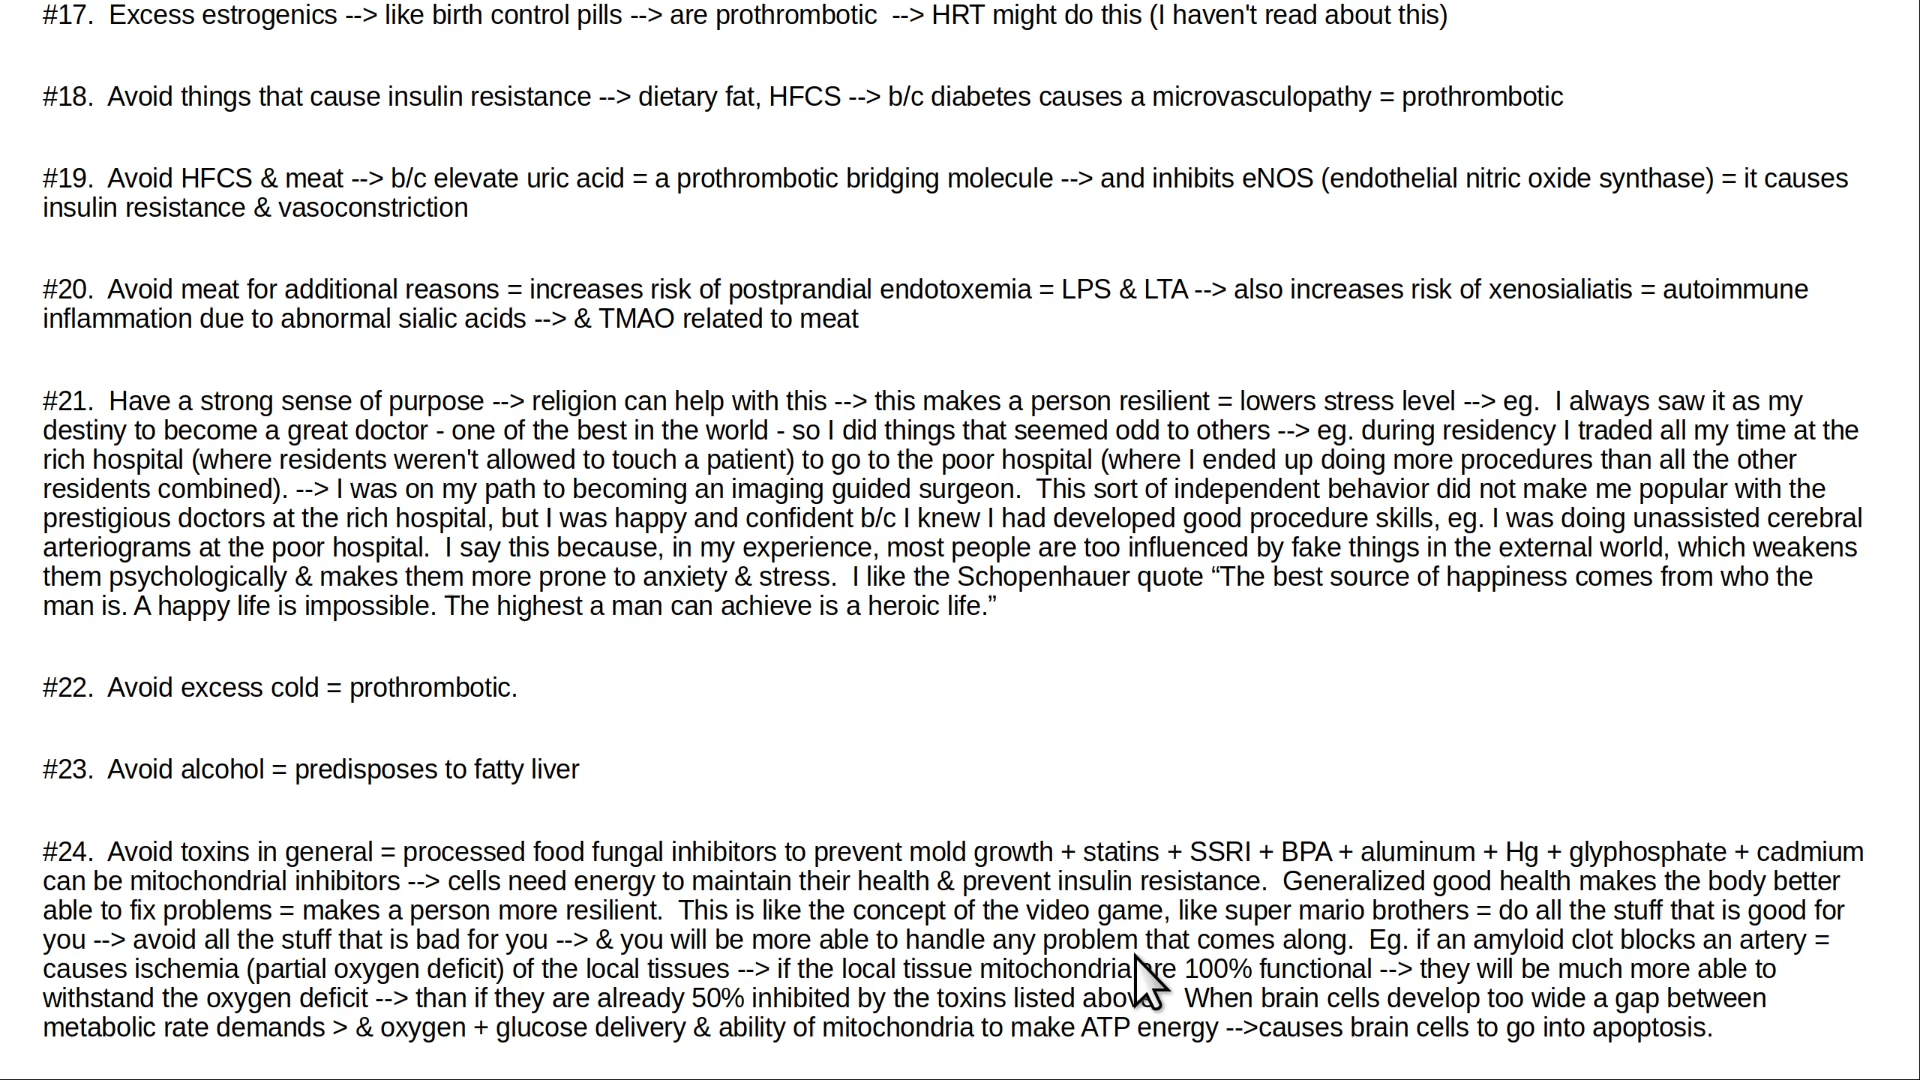 #17.  Excess estrogenics --> like birth control pills --> are prothrombotic  --> HRT might do this (I haven't read about this)
#18.  Avoid things that cause insulin resistance --> dietary fat, HFCS --> b/c diabetes causes a microvasculopathy = prothrombotic
#19.  Avoid HFCS & meat --> b/c elevate uric acid = a prothrombotic bridging molecule --> and inhibits eNOS (endothelial nitric oxide synthase) = it causes
insulin resistance & vasoconstriction
#20.  Avoid meat for additional reasons = increases risk of postprandial endotoxemia = LPS & LTA --> also increases risk of xenosialiatis = autoimmune
inflammation due to abnormal sialic acids --> & TMAO related to meat
#21.  Have a strong sense of purpose --> religion can help with this --> this makes a person resilient = lowers stress level --> eg.  I always saw it as my
destiny to become a great doctor - one of the best in the world - so I did things that seemed odd to others --> eg. during residency I traded all my time at the
rich hospital (where residents weren't allowed to touch a patient) to go to the poor hospital (where I ended up doing more procedures than all the other
residents combined). --> I was on my path to becoming an imaging guided surgeon.  This sort of independent behavior did not make me popular with the
prestigious doctors at the rich hospital, but I was happy and confident b/c I knew I had developed good procedure skills, eg. I was doing unassisted cerebral
arteriograms at the poor hospital.  I say this because, in my experience, most people are too influenced by fake things in the external world, which weakens
them psychologically & makes them more prone to anxiety & stress.  I like the Schopenhauer quote “The best source of happiness comes from who the
man is. A happy life is impossible. The highest a man can achieve is a heroic life.”
#22.  Avoid excess cold = prothrombotic.
#23.  Avoid alcohol = predisposes to fatty liver
#24.  Avoid toxins in general = processed food fungal inhibitors to prevent mold growth + statins + SSRI + BPA + aluminum + Hg + glyphosphate + cadmium
can be mitochondrial inhibitors --> cells need energy to maintain their health & prevent insulin resistance.  Generalized good health makes the body better
able to fix problems = makes a person more resilient.  This is like the concept of the video game, like super mario brothers = do all the stuff that is good for
you --> avoid all the stuff that is bad for you --> & you will be more able to handle any problem that comes along.  Eg. if an amyloid clot blocks an artery =
causes ischemia (partial oxygen deficit) of the local tissues --> if the local tissue mitochondria are 100% functional --> they will be much more able to
withstand the oxygen deficit --> than if they are already 50% inhibited by the toxins listed above.  When brain cells develop too wide a gap between
metabolic rate demands > & oxygen + glucose delivery & ability of mitochondria to make ATP energy -->causes brain cells to go into apoptosis.